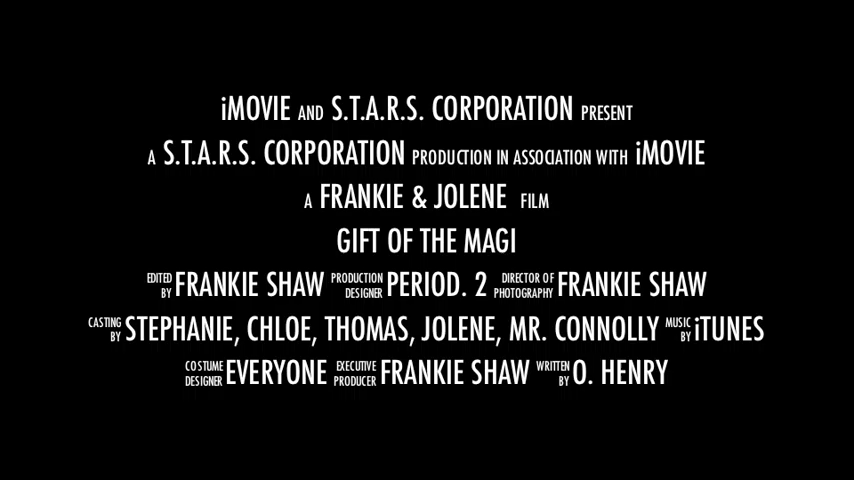 iMOVIE AND S.T.A.R.S. CORPORATION PRESENT
A S.T.A.R.S. CORPORATION PRODUCTION IN ASSOCIATION WITH iMOVIE
A FRANKIE & JOLENE FILM
GIFT OF THE MAGI
EDITED BY FRANKIE SHAW PRODUCTION DESIGNER PERIOD. 2 DIRECTOR OF PHOTOGRAPHY FRANKIE SHAW
CASTING BY STEPHANIE, CHLOE, THOMAS, JOLENE, MR. CONNOLLY MUSIC BY iTUNES
COSTUME DESIGNER EVERYONE EXECUTIVE PRODUCER FRANKIE SHAW WRITTEN BY O. HENRY